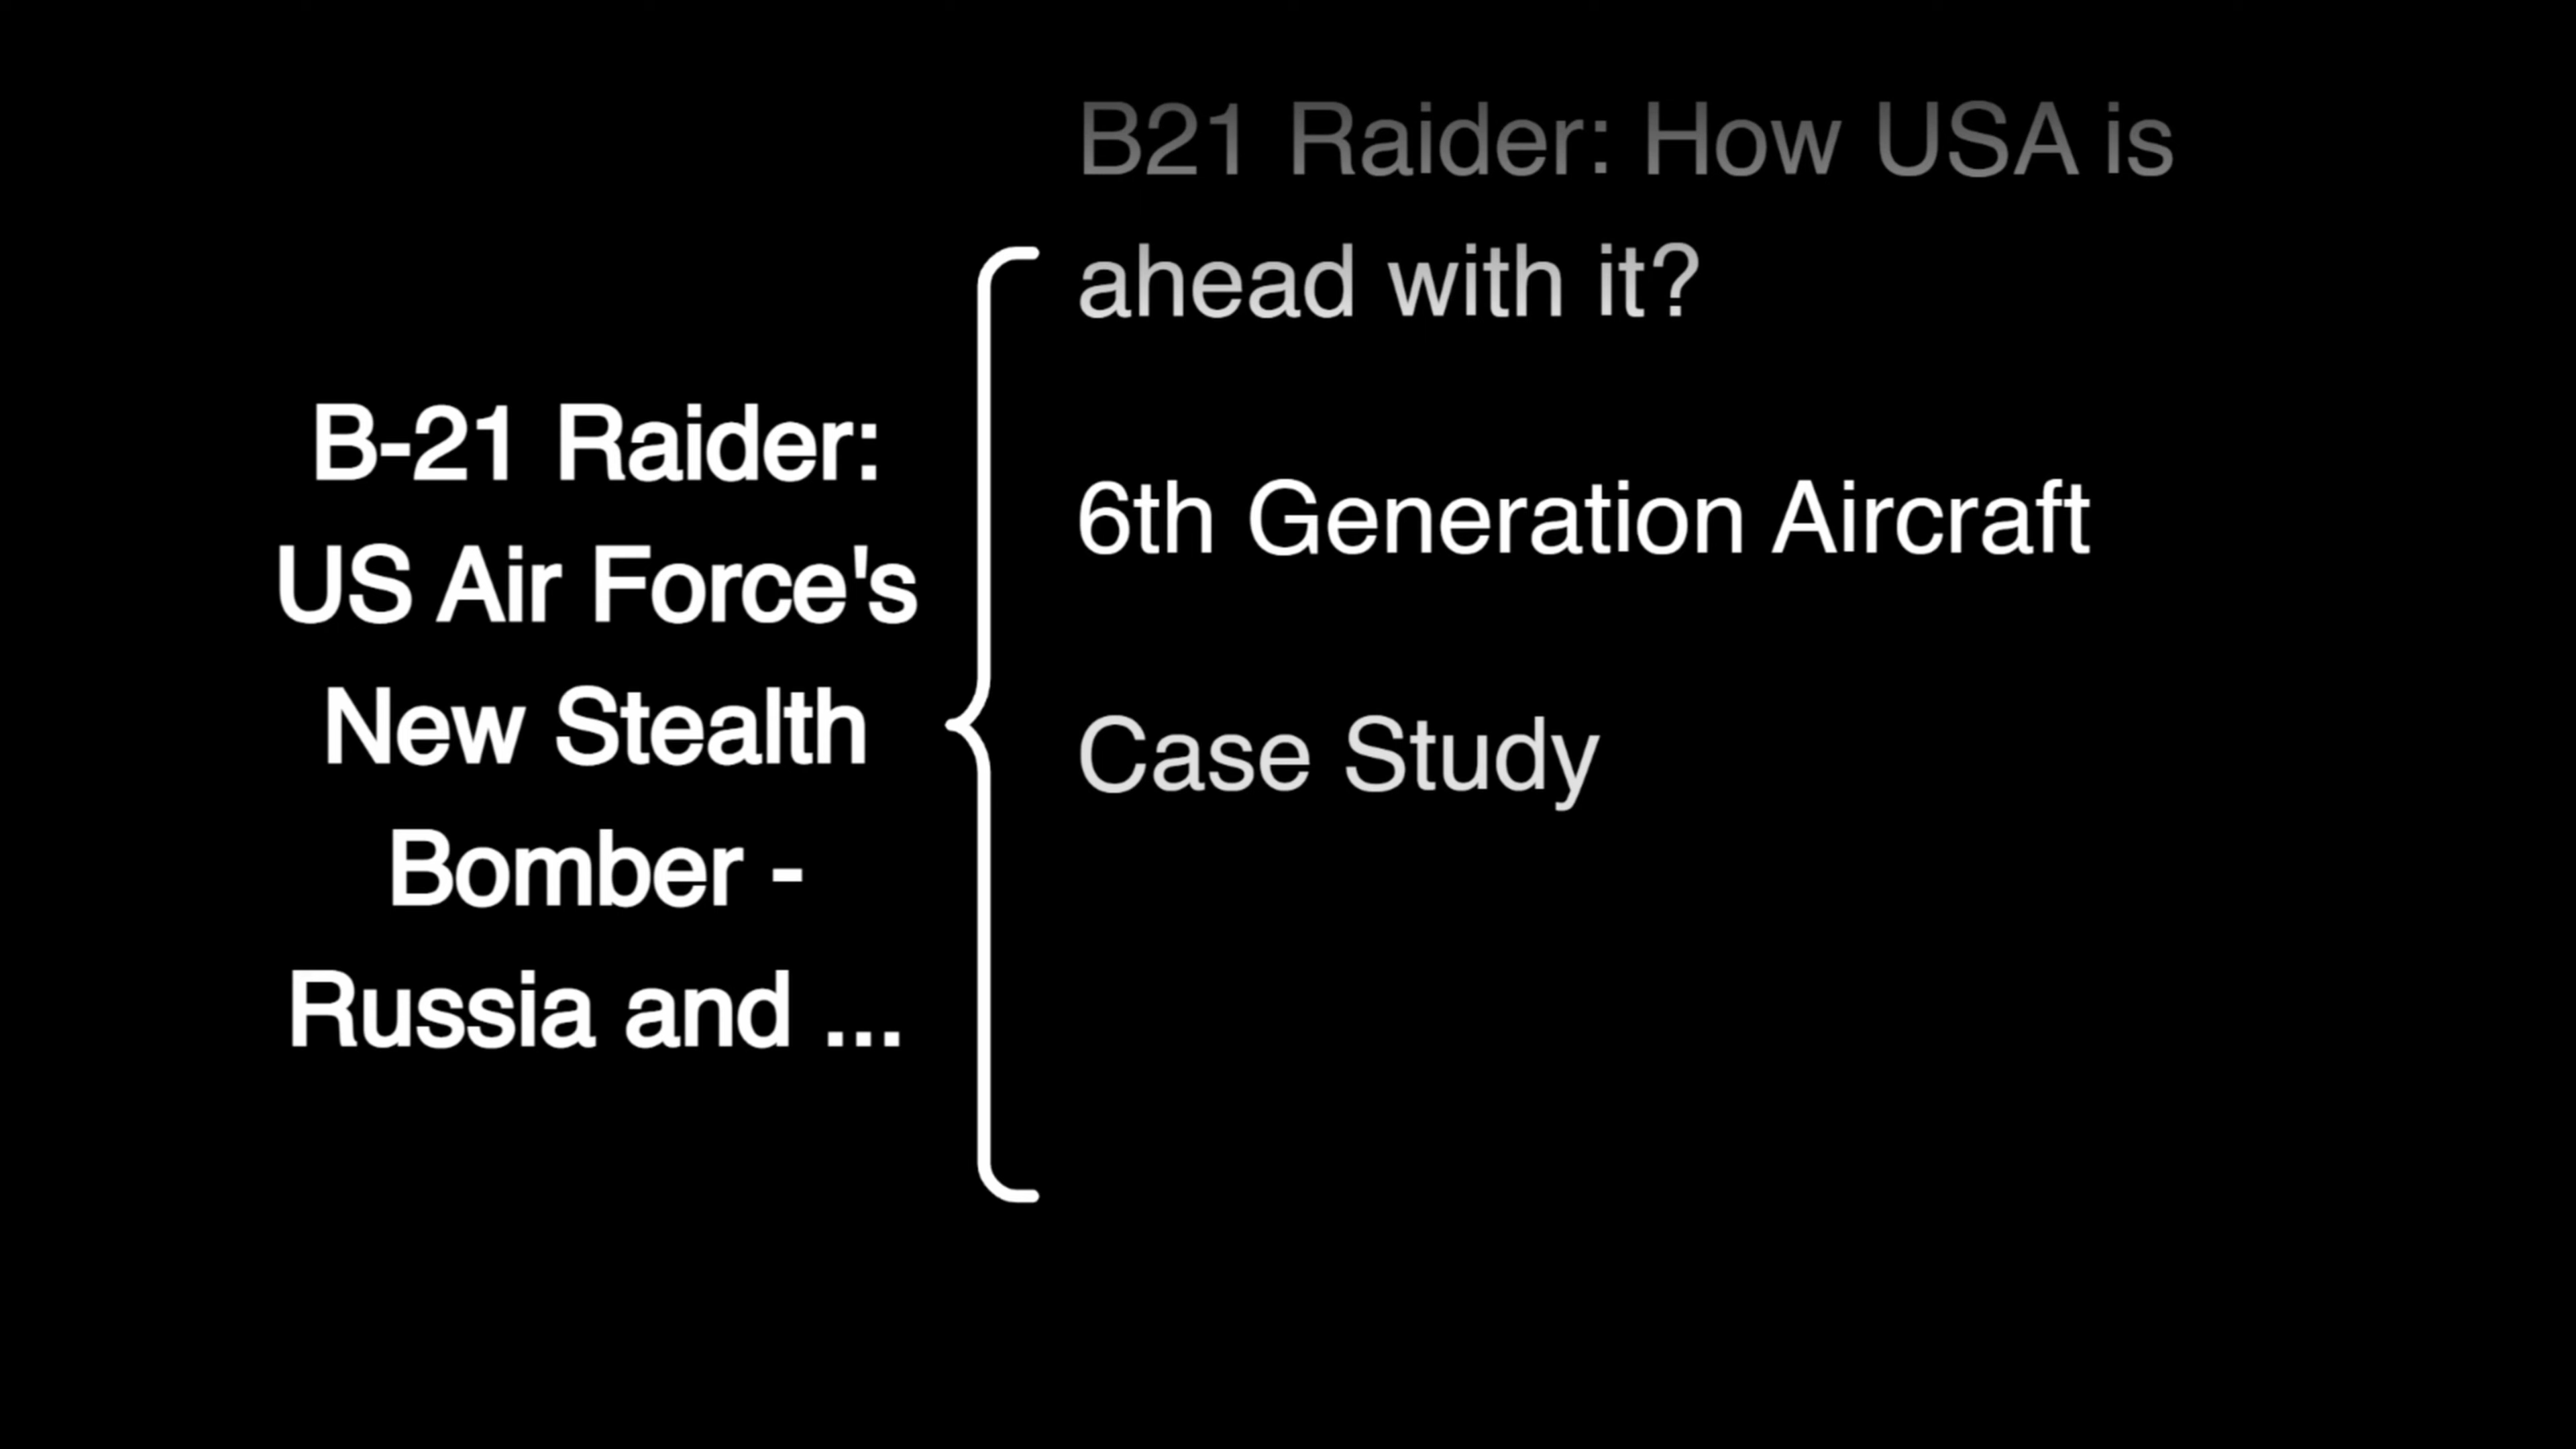 B-21 Raider:
US Air Force's
New Stealth
Bomber -
Russia and ...
B21 Raider: How USA is
ahead with it?
6th Generation Aircraft
Case Study